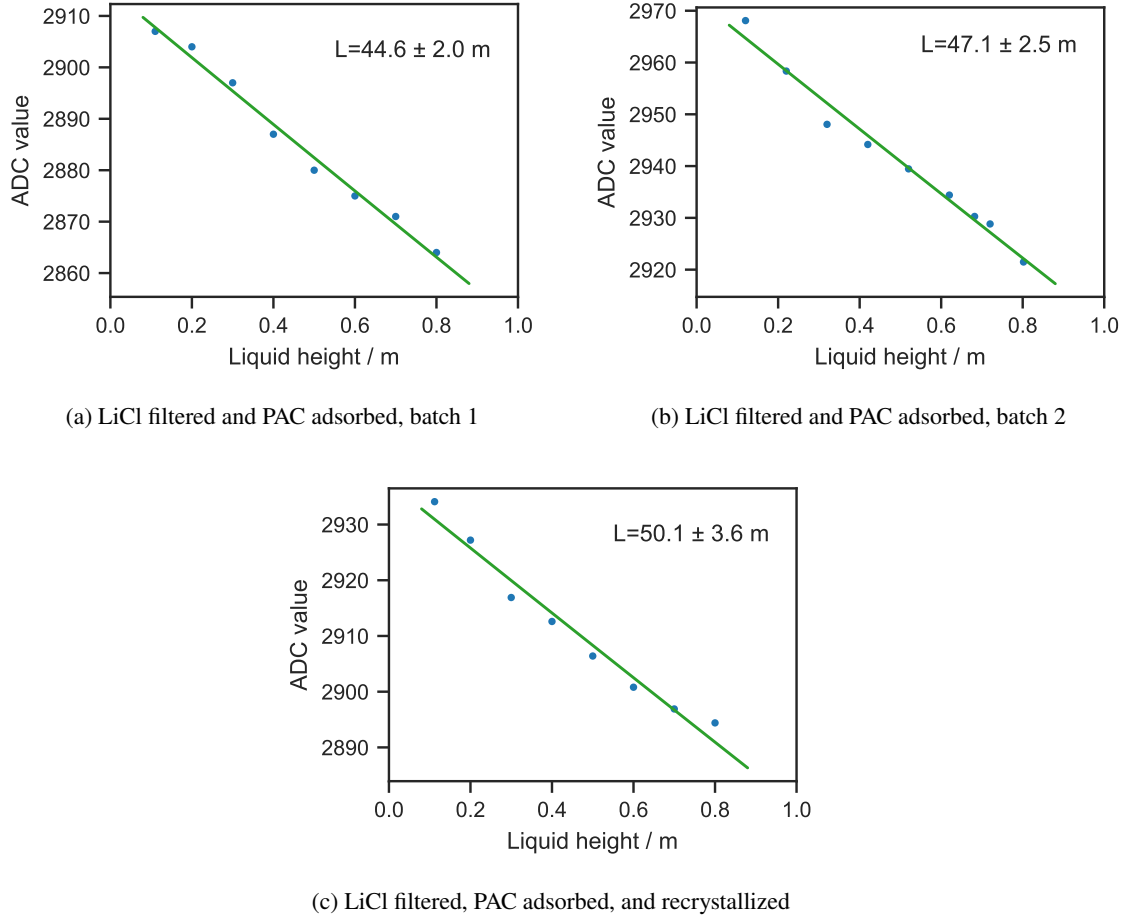 2910
2900
2890
2880
2870
2860
ADC value
L=44.6 ± 2.0 m
0.0 0.2 0.4 0.6 0.8 1.0
Liquid height / m
(a) LiCl filtered and PAC adsorbed, batch 1
2970
2960
2950
2940
2930
2920
ADC value
L=47.1 ± 2.5 m
0.0 0.2 0.4 0.6 0.8 1.0
Liquid height / m
(b) LiCl filtered and PAC adsorbed, batch 2
2930
2920
2910
2900
2890
ADC value
L=50.1 ± 3.6 m
0.0 0.2 0.4 0.6 0.8 1.0
Liquid height / m
(c) LiCl filtered, PAC adsorbed, and recrystallized